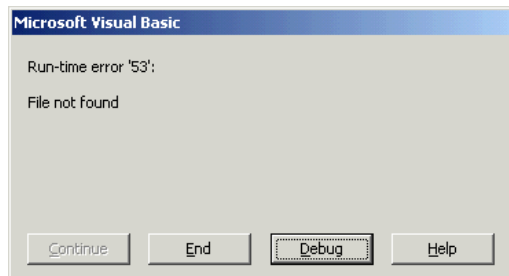 Microsoft Visual Basic
Run-time error '53':
File not found
Continue End Debug Help